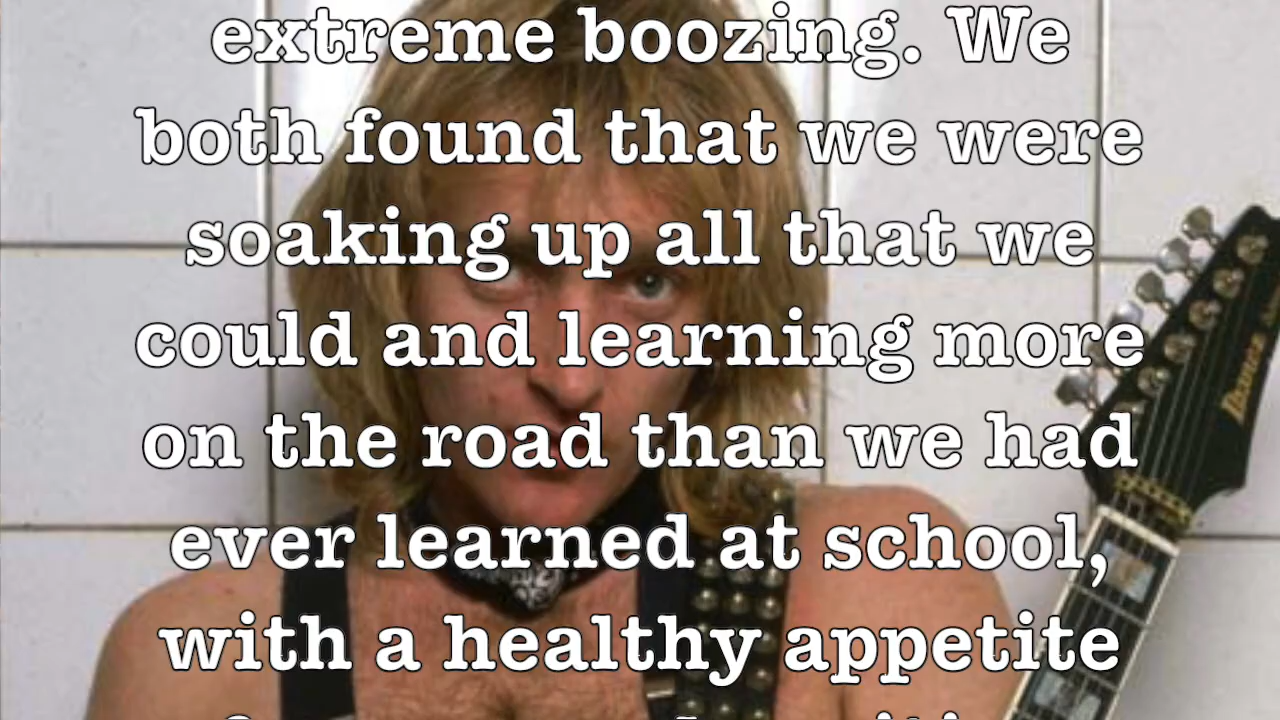 extreme boozing. We
both found that we were
soaking up all that we
could and learning more
on the road than we had
ever learned at school,
with a healthy appetite
Ibanez